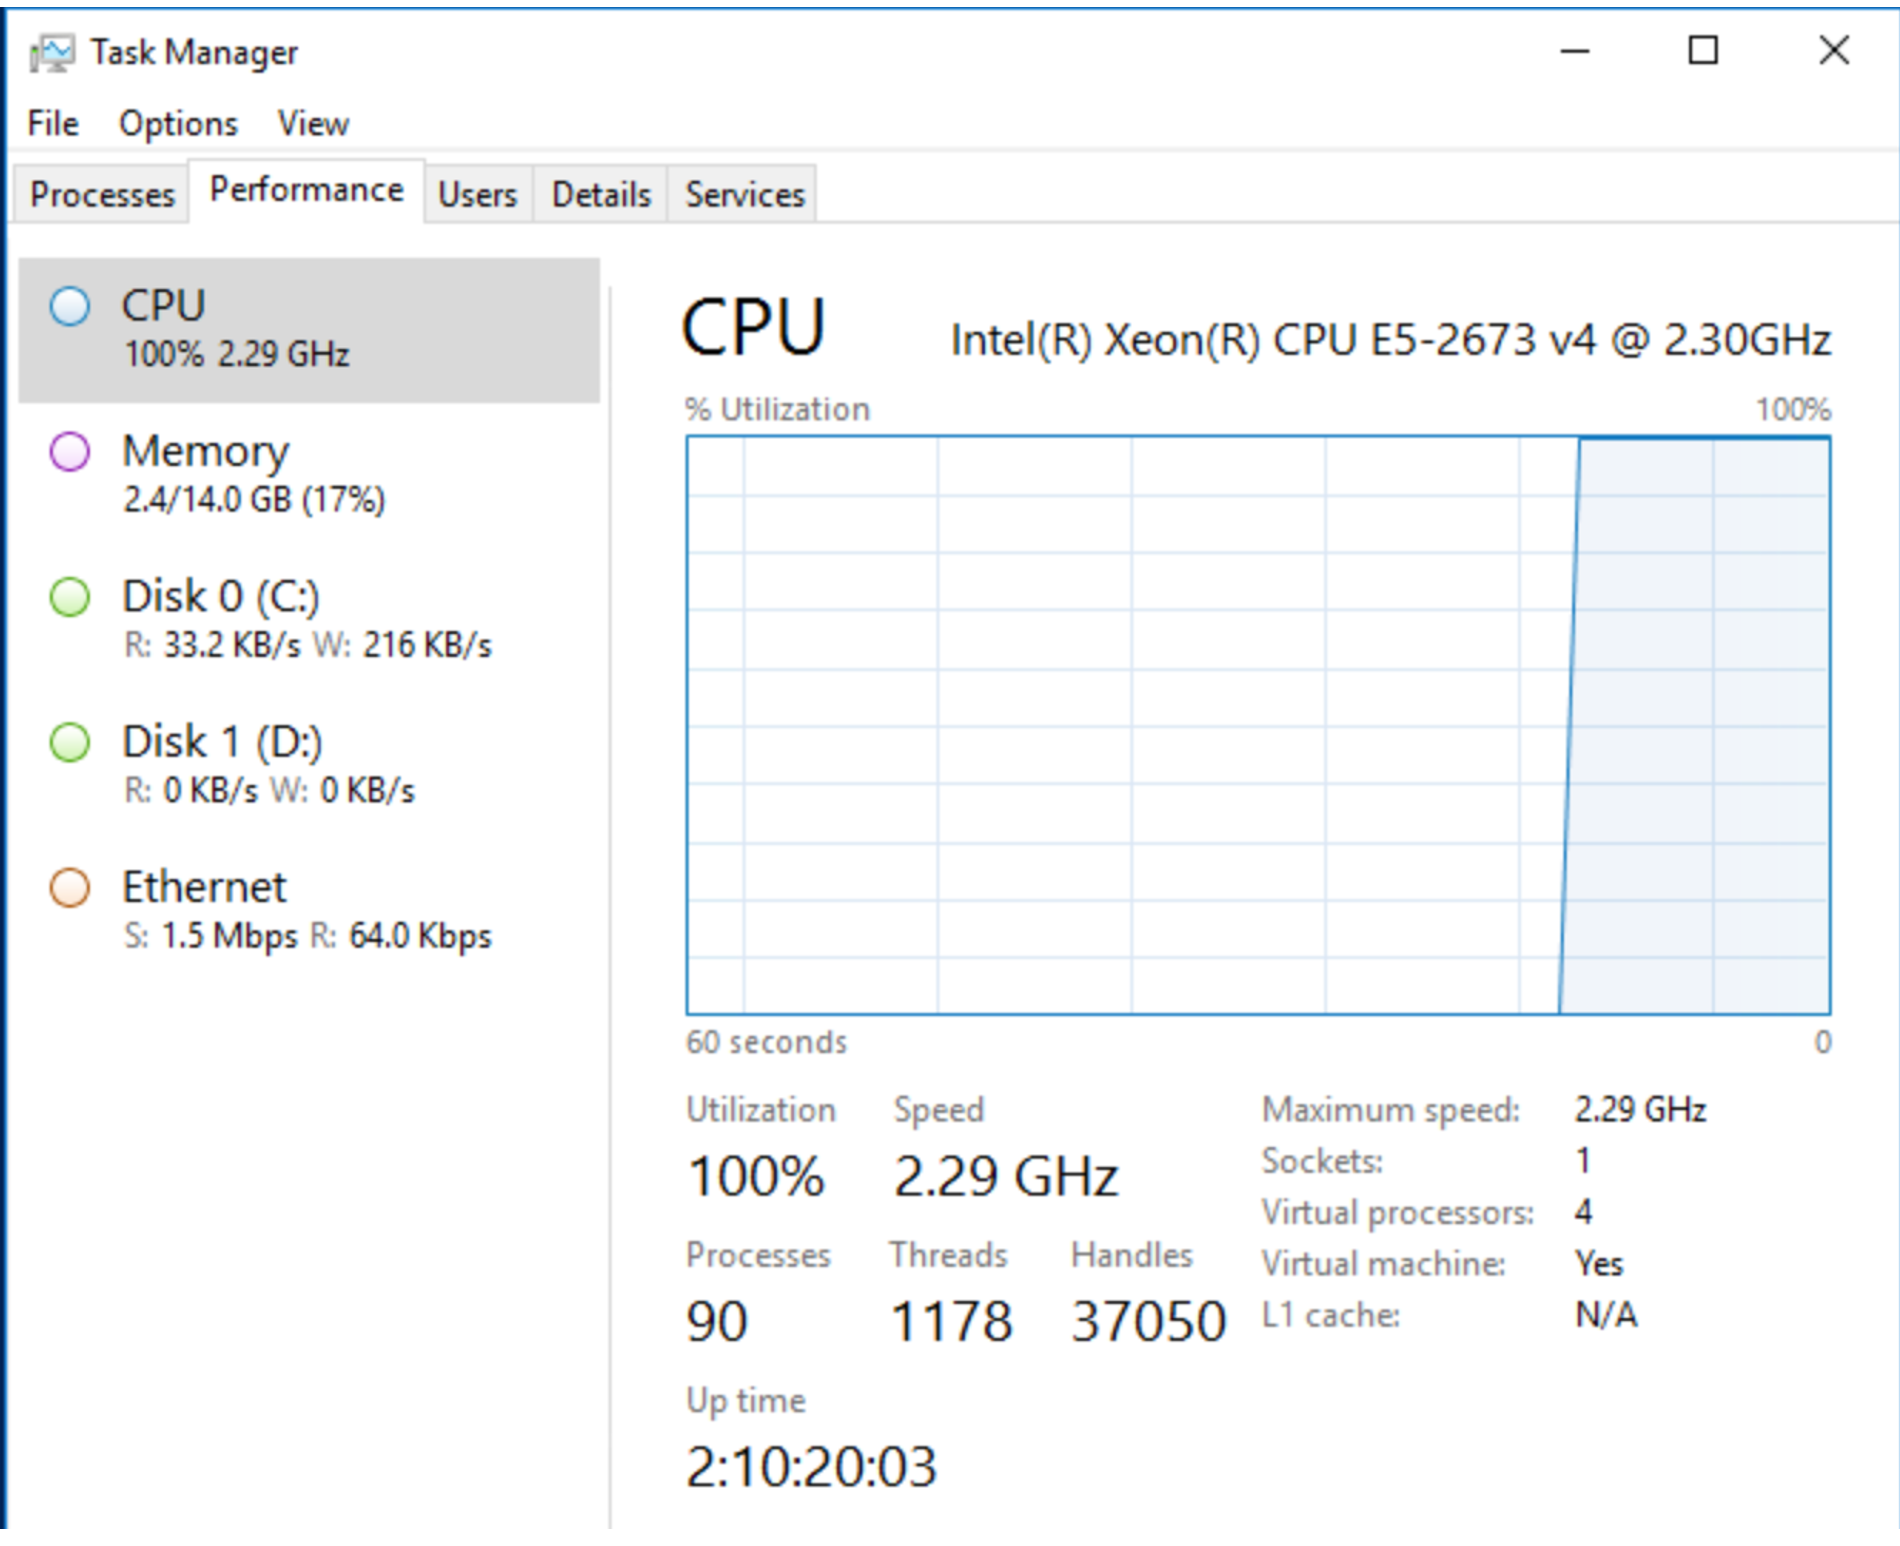 Task Manager
File Options View
Processes Performance Users Details Services
CPU
100% 2.29 GHz
Memory
2.4/14.0 GB (17%)
Disk 0 (C:)
R: 33.2 KB/s W: 216 KB/s
Disk 1 (D:)
R: 0 KB/s W: 0 KB/s
Ethernet
S: 1.5 Mbps R: 64.0 Kbps
CPU Intel(R) Xeon(R) CPU E5-2673 v4 @ 2.30GHz
% Utilization 100%
60 seconds 0
Utilization Speed
100% 2.29 GHz
Processes Threads Handles
90 1178 37050
Up time
2:10:20:03
Maximum speed: 2.29 GHz
Sockets: 1
Virtual processors: 4
Virtual machine: Yes
L1 cache: N/A